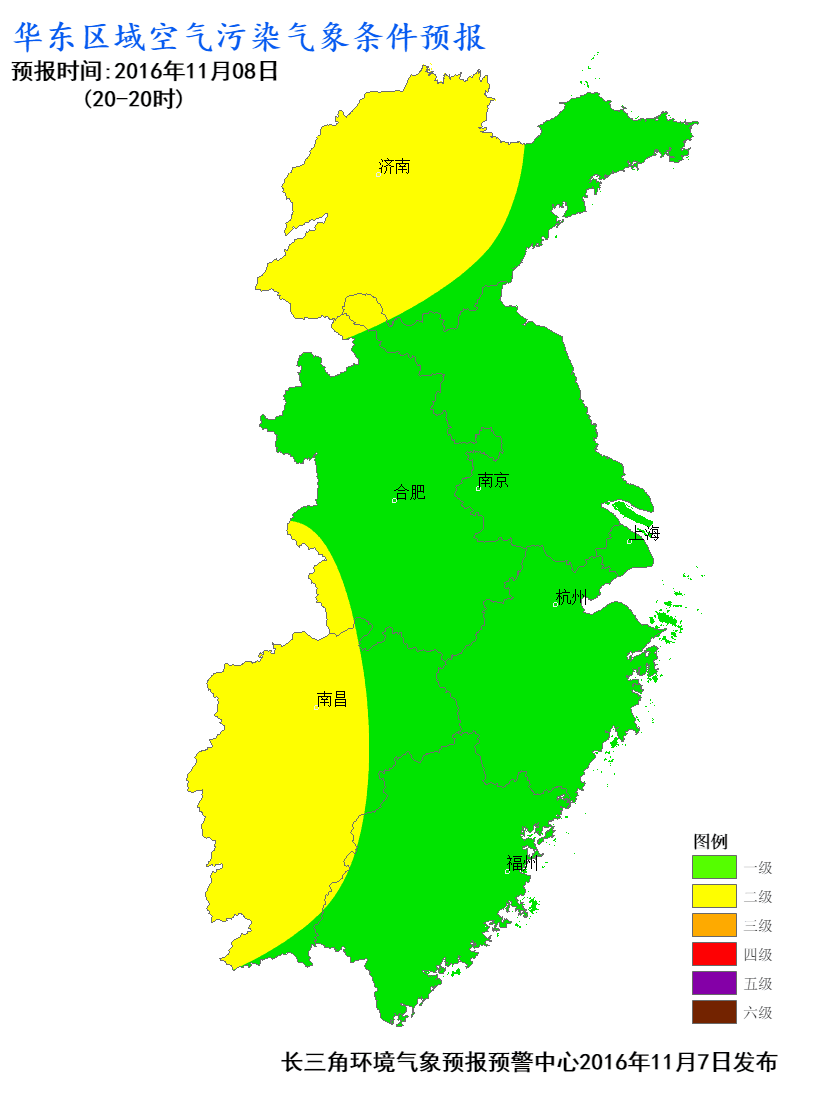 华东区域空气污染气象条件预报
预报时间:2016年11月08日
(20-20时)
济南
合肥
南京
上海
杭州
南昌
福州
图例
一级
二级
三级
四级
五级
六级
长三角环境气象预报预警中心2016年11月7日发布